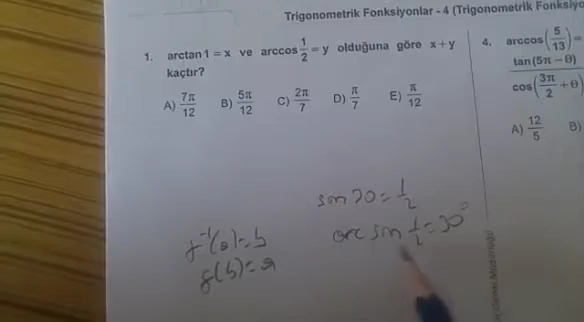 Trigonometrik Fonksiyonlar - 4 (Trigonometrik Fonksiyo
1. arctan 1 = x ve arccos 1/2 = y olduğuna göre x+y
kaçtır?
A) 7π/12 B) 5π/12 C) 2π/7 D) π/7 E) π/12
4. arccos(5/13) =
tan(5π − θ)
cos(3π/2 + θ)
A) 12/5 B)
sin 30 = 1/2
arc sin 1/2 = 30°
f⁻¹(a) = b
f(b) = a
Müdürlüğü